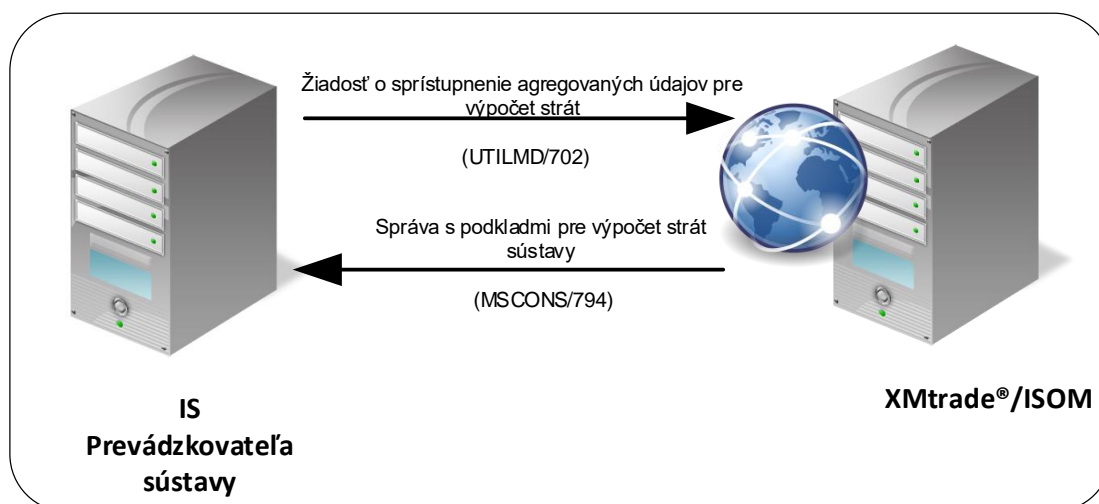 Žiadosť o sprístupnenie agregovaných údajov pre
výpočet strát
(UTILMD/702)
Správa s podkladmi pre výpočet strát
sústavy
(MSCONS/794)
IS
Prevádzkovateľa
sústavy
XMtrade®/ISOM